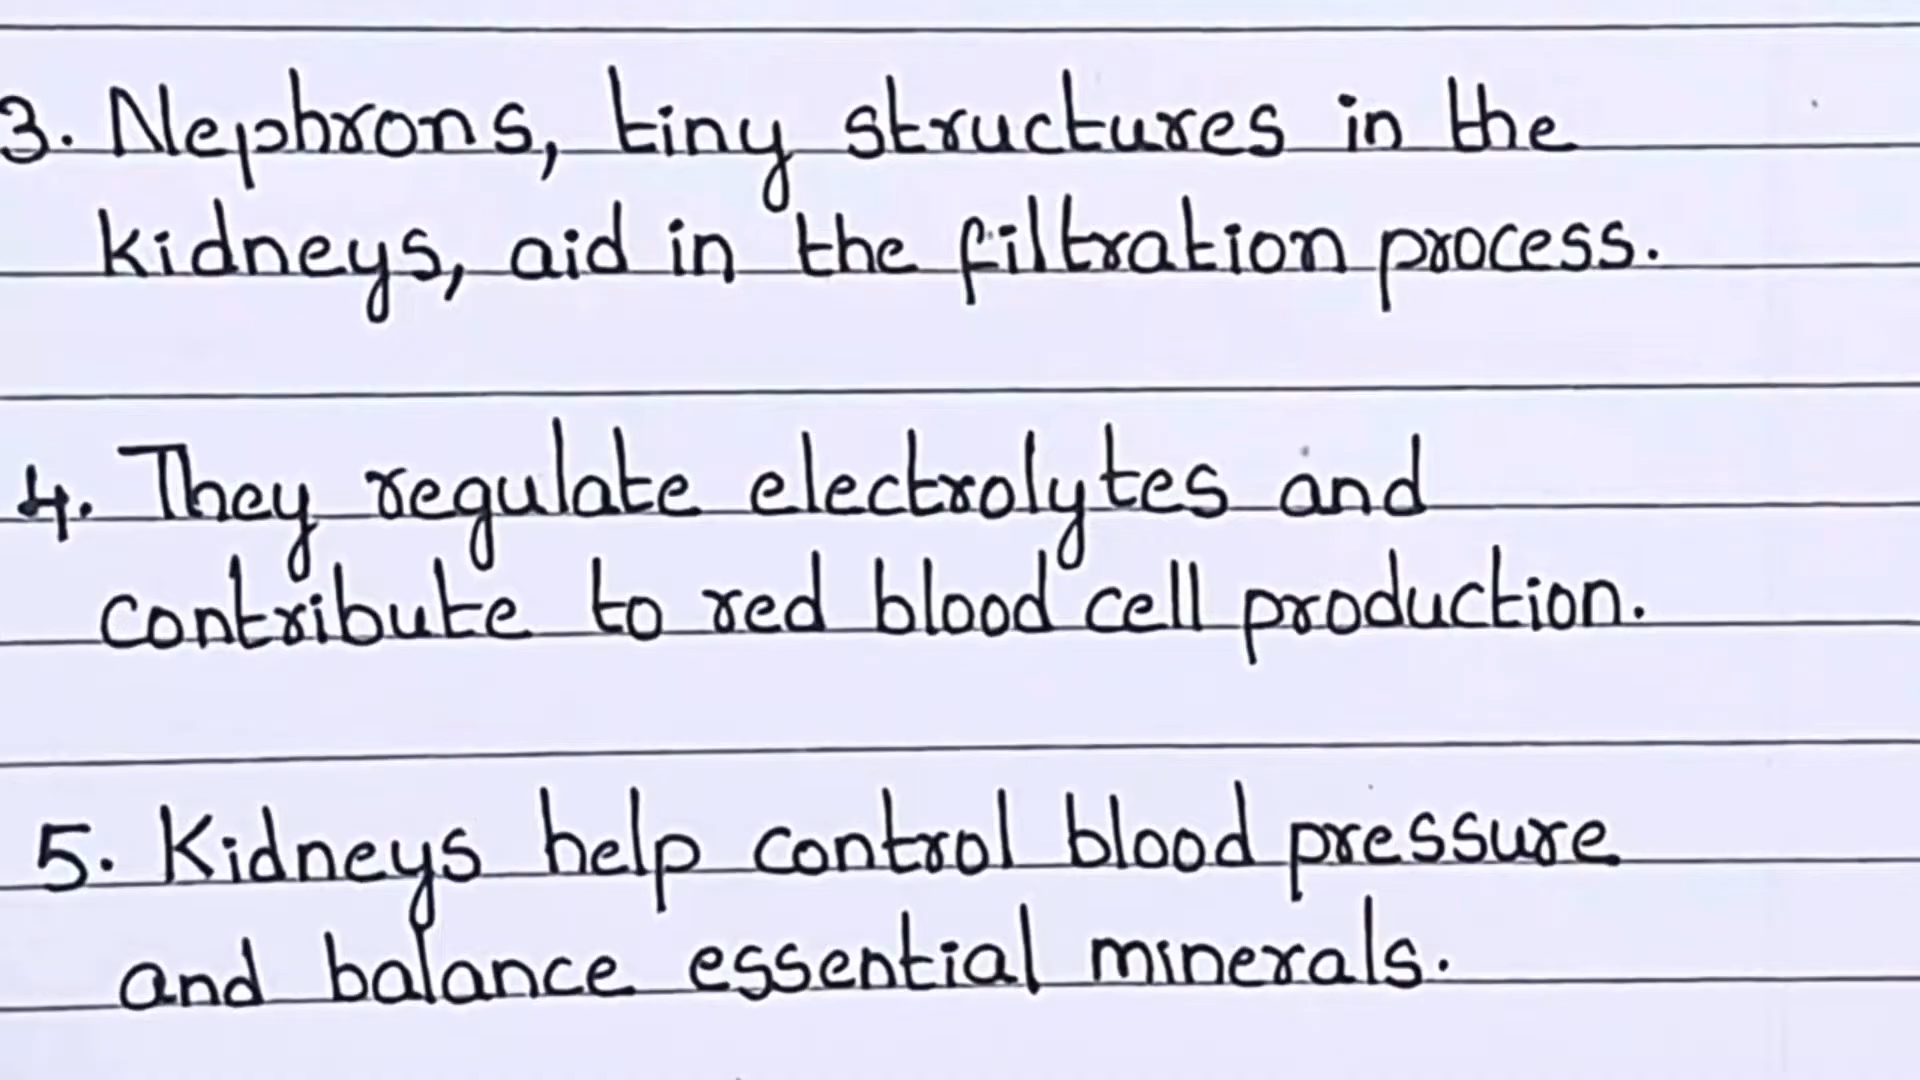 3. Nephrons, tiny structures in the
kidneys, aid in the filtration process.
4. They regulate electrolytes and
contribute to red blood cell production.
5. Kidneys help control blood pressure
and balance essential minerals.